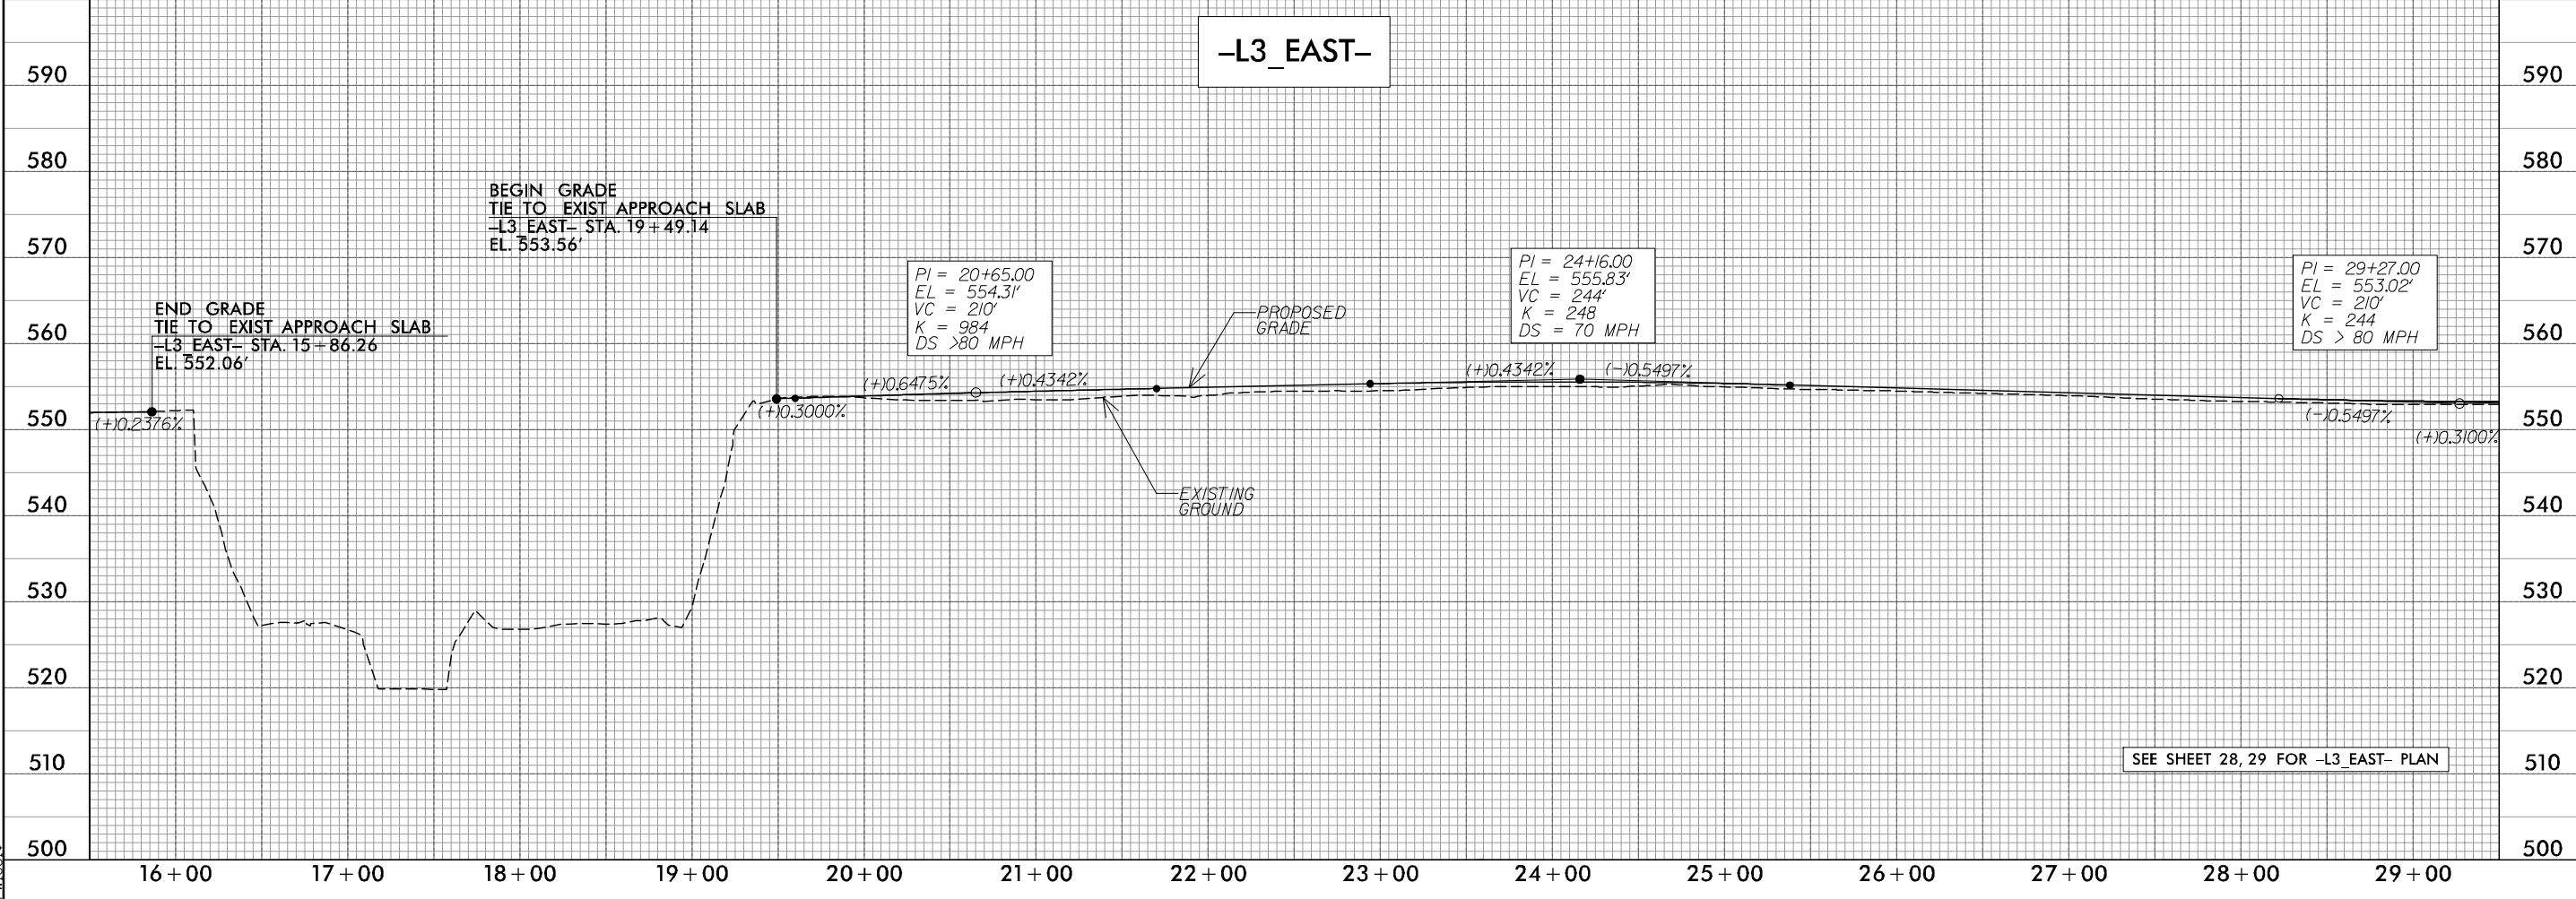 –L3_EAST–
590
590
580
580
BEGIN GRADE
TIE TO EXIST APPROACH SLAB
–L3_EAST– STA. 19+49.14
EL. 553.56'
570
570
PI = 20+65.00
EL = 554.31'
VC = 210'
K = 984
DS >80 MPH
PI = 24+16.00
EL = 555.83'
VC = 244'
K = 248
DS = 70 MPH
PI = 29+27.00
EL = 553.02'
VC = 210'
K = 244
DS > 80 MPH
END GRADE
TIE TO EXIST APPROACH SLAB
–L3_EAST– STA. 15+86.26
EL. 552.06'
PROPOSED
GRADE
560
560
(+)0.6475%
(+)0.4342%
(+)0.4342%
(-)0.5497%
(+)0.2376%
(+)0.3000%
(-)0.5497%
(+)0.3100%
550
550
EXISTING
GROUND
540
540
530
530
520
520
510
510
SEE SHEET 28, 29 FOR –L3_EAST– PLAN
500
500
16+00
17+00
18+00
19+00
20+00
21+00
22+00
23+00
24+00
25+00
26+00
27+00
28+00
29+00